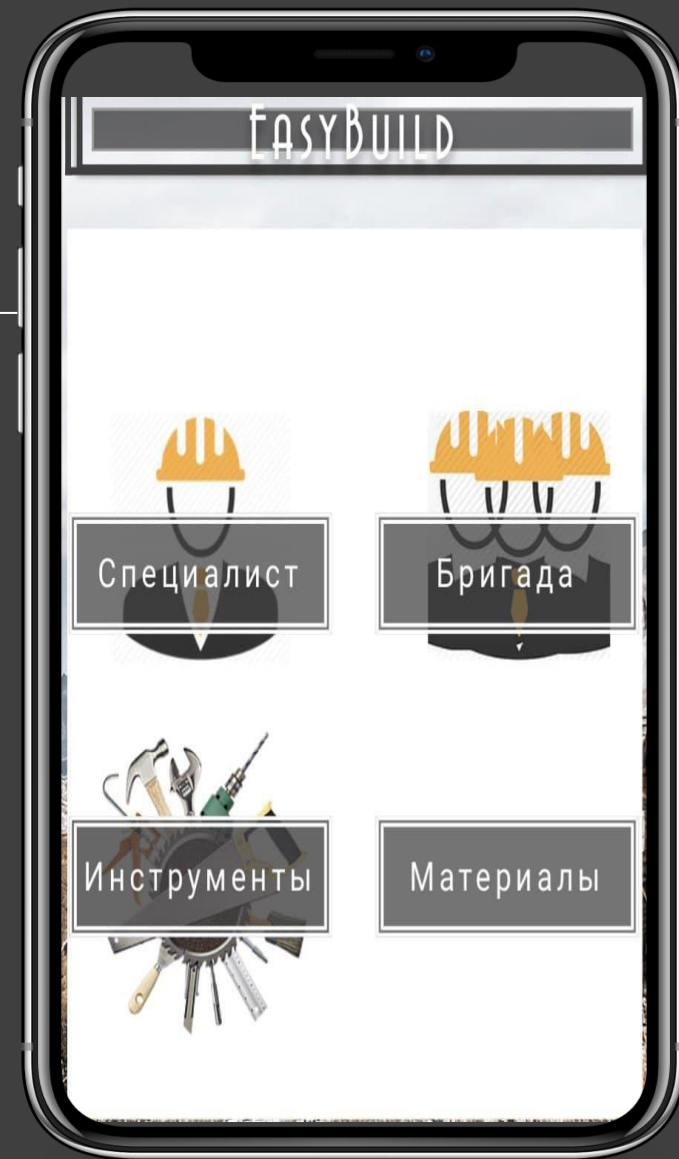 EASYBUILD
Специалист
Бригада
Инструменты
Материалы